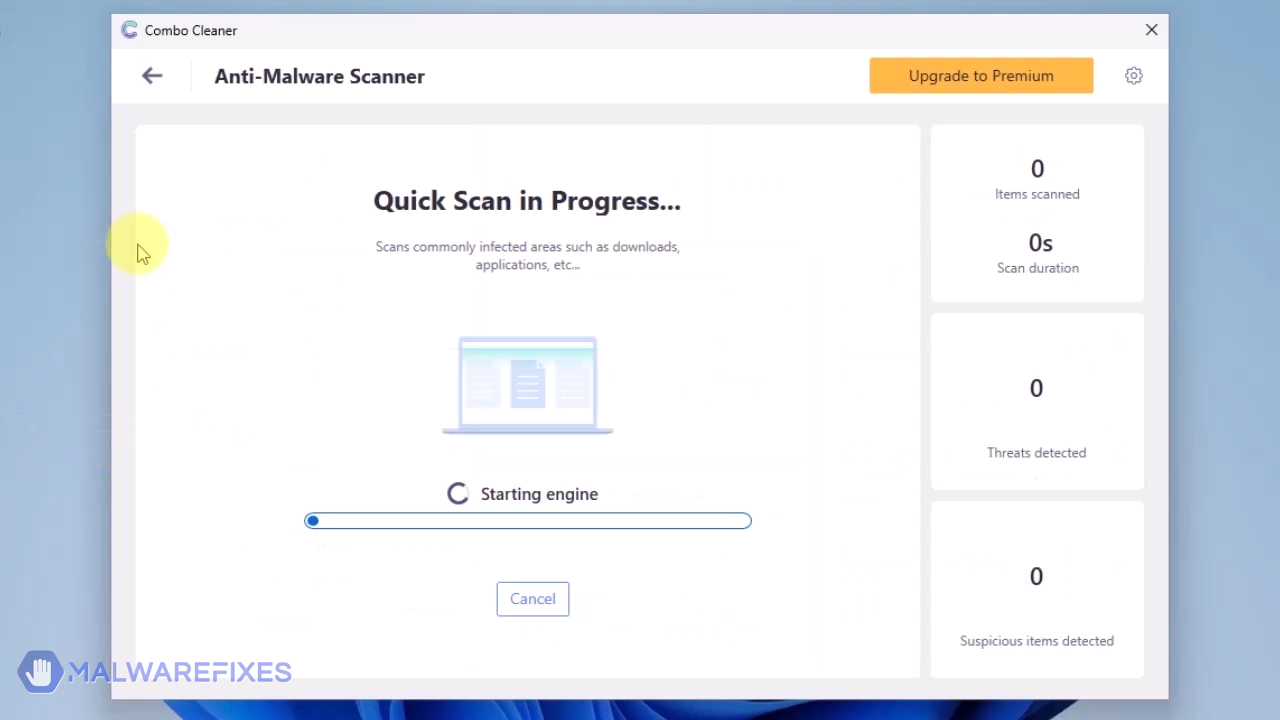 Combo Cleaner
Anti-Malware Scanner
Upgrade to Premium
Quick Scan in Progress...
Scans commonly infected areas such as downloads,
applications, etc...
Starting engine
Cancel
0
Items scanned
0s
Scan duration
0
Threats detected
0
Suspicious items detected
MALWAREFIXES